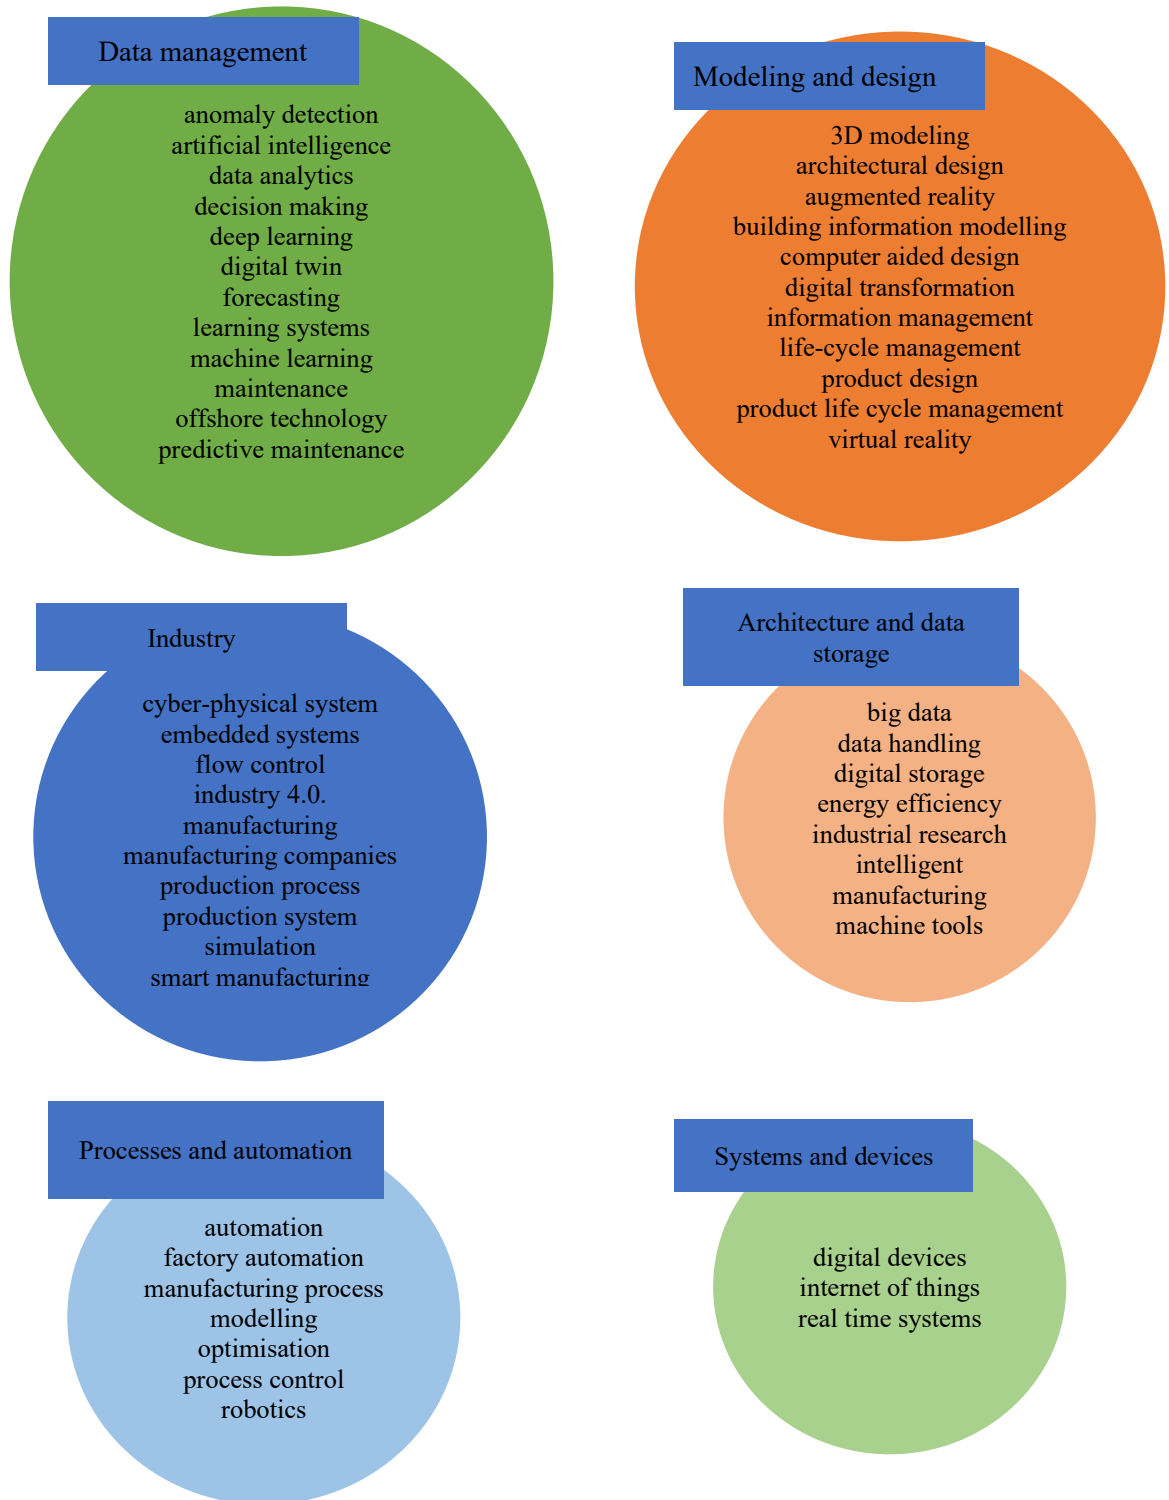 Data management
anomaly detection
artificial intelligence
data analytics
decision making
deep learning
digital twin
forecasting
learning systems
machine learning
maintenance
offshore technology
predictive maintenance
Modeling and design
3D modeling
architectural design
augmented reality
building information modelling
computer aided design
digital transformation
information management
life-cycle management
product design
product life cycle management
virtual reality
Industry
cyber-physical system
embedded systems
flow control
industry 4.0.
manufacturing
manufacturing companies
production process
production system
simulation
smart manufacturing
Architecture and data
storage
big data
data handling
digital storage
energy efficiency
industrial research
intelligent
manufacturing
machine tools
Processes and automation
automation
factory automation
manufacturing process
modelling
optimisation
process control
robotics
Systems and devices
digital devices
internet of things
real time systems